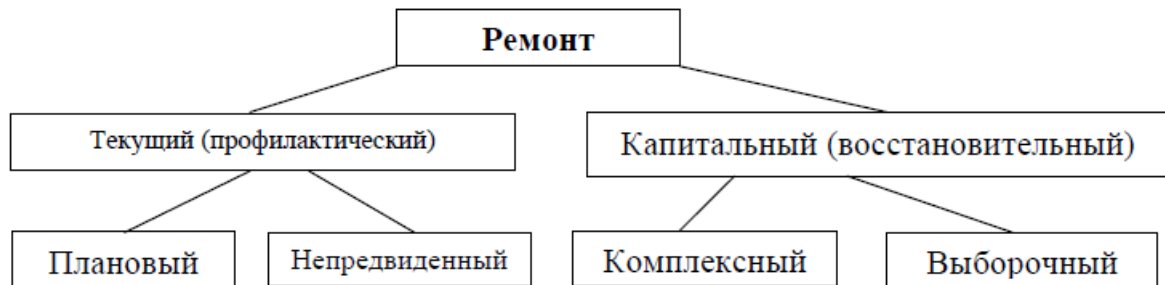 Ремонт
Текущий (профилактический)
Капитальный (восстановительный)
Плановый
Непредвиденный
Комплексный
Выборочный